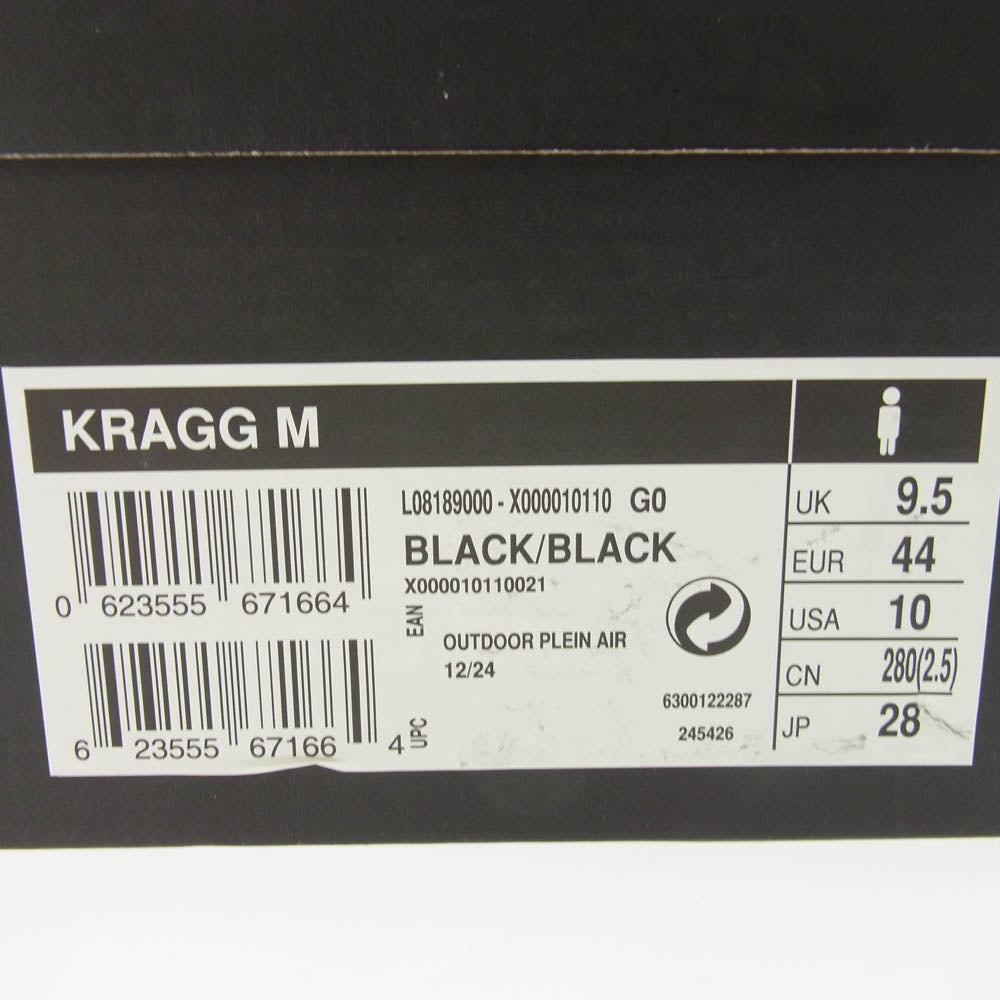 KRAGG M
L08189000 - X000010110 G0
BLACK/BLACK
X000010110021
0 623555 671664
EAN
OUTDOOR PLEIN AIR
12/24
6 23555 67166 4
UPC
6300122287
245426
UK 9.5
EUR 44
USA 10
CN 280(2.5)
JP 28